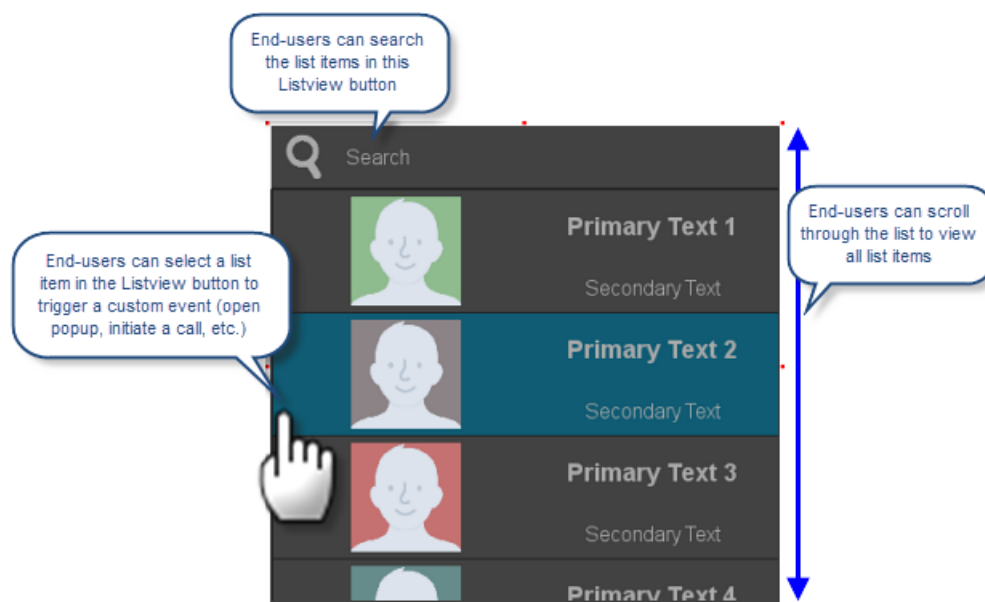 End-users can search
the list items in this
Listview button
Search
Primary Text 1
Secondary Text
End-users can scroll
through the list to view
all list items
End-users can select a list
item in the Listview button to
trigger a custom event (open
popup, initiate a call, etc.)
Primary Text 2
Secondary Text
Primary Text 3
Secondary Text
Primary Text 4